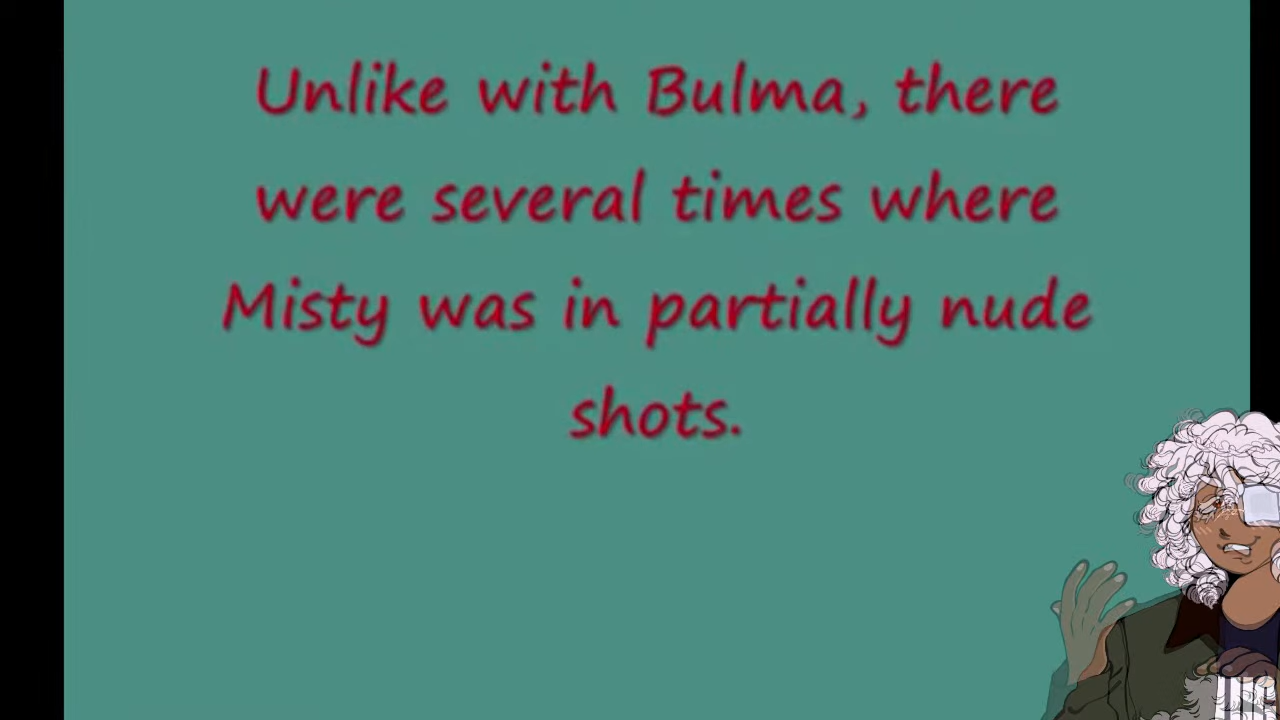 Unlike with Bulma, there
were several times where
Misty was in partially nude
shots.